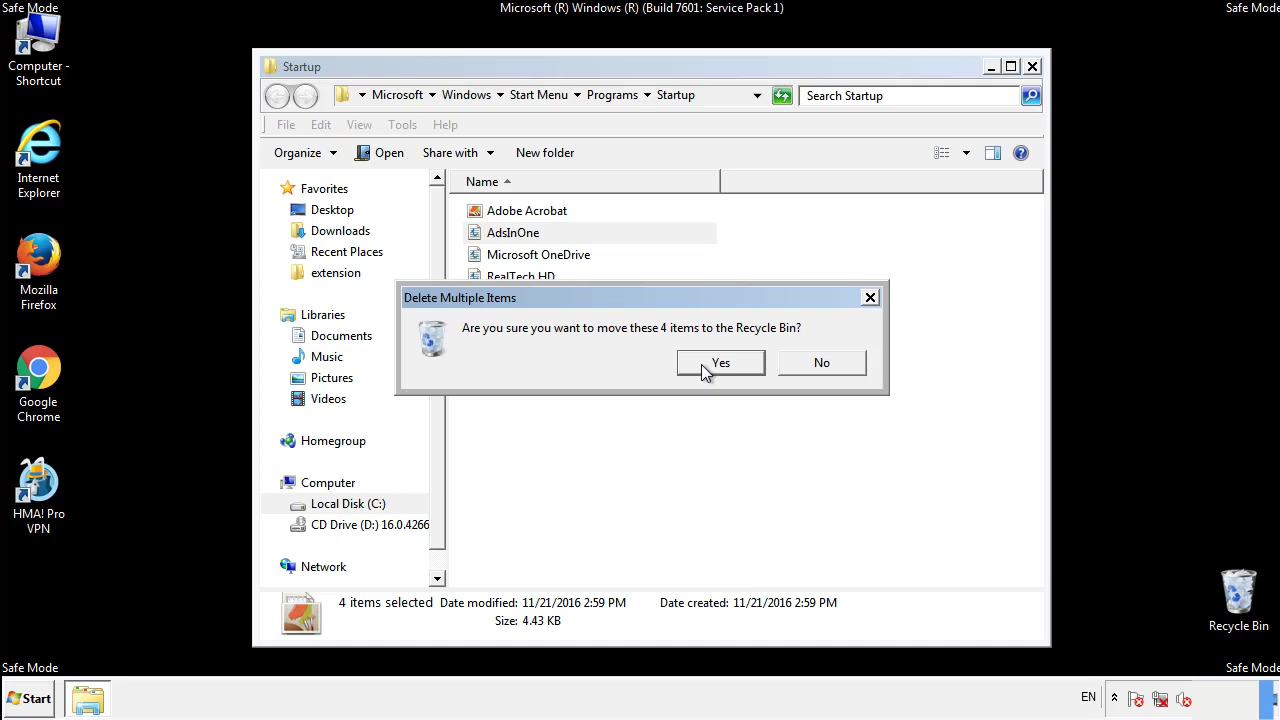 Safe Mode
Microsoft (R) Windows (R) (Build 7601: Service Pack 1)
Safe Mode
Computer -
Shortcut
Internet
Explorer
Mozilla
Firefox
Google
Chrome
HMA! Pro
VPN
Startup
Microsoft
Windows
Start Menu
Programs
Startup
Search Startup
File
Edit
View
Tools
Help
Organize
Open
Share with
New folder
Favorites
Desktop
Downloads
Recent Places
extension
Libraries
Documents
Music
Pictures
Videos
Homegroup
Computer
Local Disk (C:)
CD Drive (D:) 16.0.4266
Network
Name
Adobe Acrobat
AdsInOne
Microsoft OneDrive
RealTech HD
Delete Multiple Items
Are you sure you want to move these 4 items to the Recycle Bin?
Yes
No
4 items selected
Date modified: 11/21/2016 2:59 PM
Date created: 11/21/2016 2:59 PM
Size: 4.43 KB
Recycle Bin
Safe Mode
Safe Mode
Start
EN